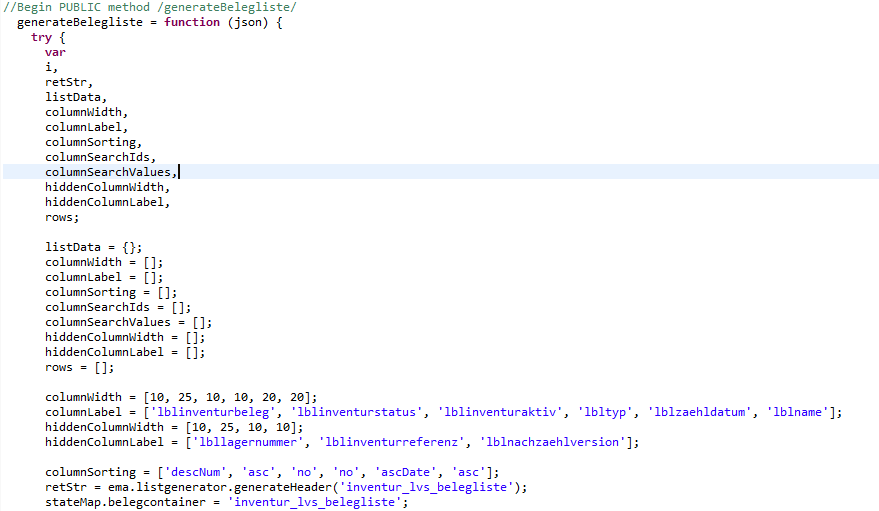 //Begin PUBLIC method /generateBelegliste/
generateBelegliste = function (json) {
try {
var
i,
retStr,
listData,
columnWidth,
columnLabel,
columnSorting,
columnSearchIds,
columnSearchValues,
hiddenColumnWidth,
hiddenColumnLabel,
rows;
listData = {};
columnWidth = [];
columnLabel = [];
columnSorting = [];
columnSearchIds = [];
columnSearchValues = [];
hiddenColumnWidth = [];
hiddenColumnLabel = [];
rows = [];
columnWidth = [10, 25, 10, 10, 20, 20];
columnLabel = ['lblinventurbeleg', 'lblinventurstatus', 'lblinventuraktiv', 'lbltyp', 'lblzaehldatum', 'lblname'];
hiddenColumnWidth = [10, 25, 10, 10];
hiddenColumnLabel = ['lbllagernummer', 'lblinventurreferenz', 'lblnachzaehlversion'];
columnSorting = ['descNum', 'asc', 'no', 'no', 'ascDate', 'asc'];
retStr = ema.listgenerator.generateHeader('inventur_lvs_belegliste');
stateMap.belegcontainer = 'inventur_lvs_belegliste';